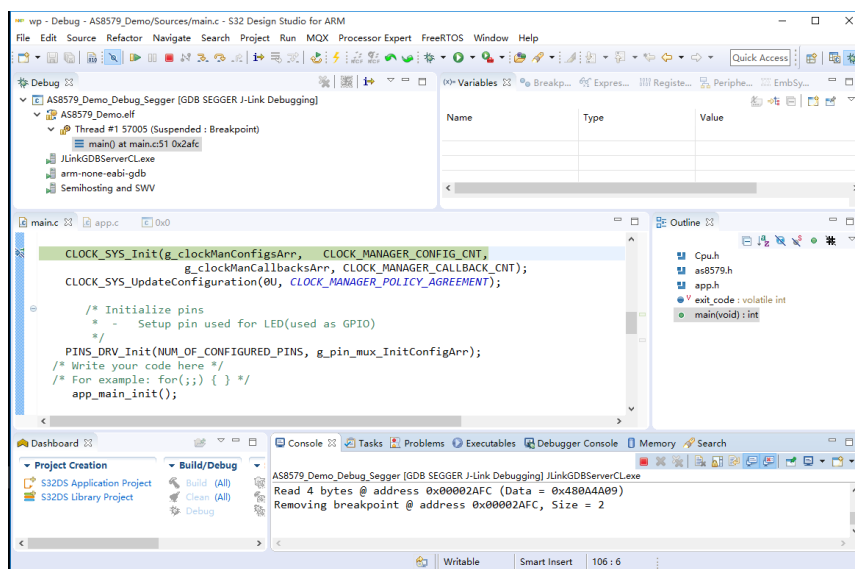 wp - Debug - AS8579_Demo/Sources/main.c - S32 Design Studio for ARM
File Edit Source Refactor Navigate Search Project Run MQX Processor Expert FreeRTOS Window Help
Quick Access
Debug
AS8579_Demo_Debug_Segger [GDB SEGGER J-Link Debugging]
AS8579_Demo.elf
Thread #1 57005 (Suspended : Breakpoint)
main() at main.c:51 0x2afc
JLinkGDBServerCL.exe
arm-none-eabi-gdb
Semihosting and SWV
(x)= Variables Breakp... Expres... Registe... Periphe... EmbSy...
Name Type Value
main.c app.c 0x0
CLOCK_SYS_Init(g_clockManConfigsArr, CLOCK_MANAGER_CONFIG_CNT,
g_clockManCallbacksArr, CLOCK_MANAGER_CALLBACK_CNT);
CLOCK_SYS_UpdateConfiguration(0U, CLOCK_MANAGER_POLICY_AGREEMENT);
/* Initialize pins
* - Setup pin used for LED(used as GPIO)
*/
PINS_DRV_Init(NUM_OF_CONFIGURED_PINS, g_pin_mux_InitConfigArr);
/* Write your code here */
/* For example: for(;;) { } */
app_main_init();
Outline
Cpu.h
as8579.h
app.h
exit_code : volatile int
main(void) : int
Dashboard
Project Creation
S32DS Application Project
S32DS Library Project
Build/Debug
Build (All)
Clean (All)
Debug
Console Tasks Problems Executables Debugger Console Memory Search
AS8579_Demo_Debug_Segger [GDB SEGGER J-Link Debugging] JLinkGDBServerCL.exe
Read 4 bytes @ address 0x00002AFC (Data = 0x480A4A09)
Removing breakpoint @ address 0x00002AFC, Size = 2
Writable Smart Insert 106 : 6